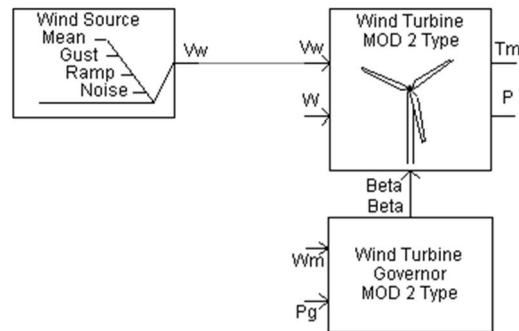 Wind Source
Mean
Gust
Ramp
Noise
Vw
Vw
W
Wind Turbine
MOD 2 Type
Tm
P
Beta
Beta
Wm
Pg
Wind Turbine
Governor
MOD 2 Type